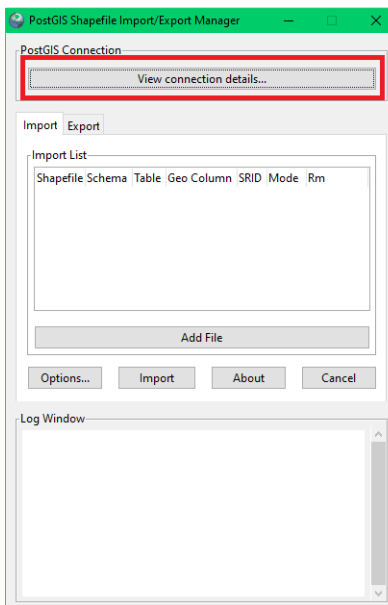 PostGIS Shapefile Import/Export Manager
PostGIS Connection
View connection details...
Import Export
Import List
Shapefile Schema Table Geo Column SRID Mode Rm
Add File
Options... Import About Cancel
Log Window